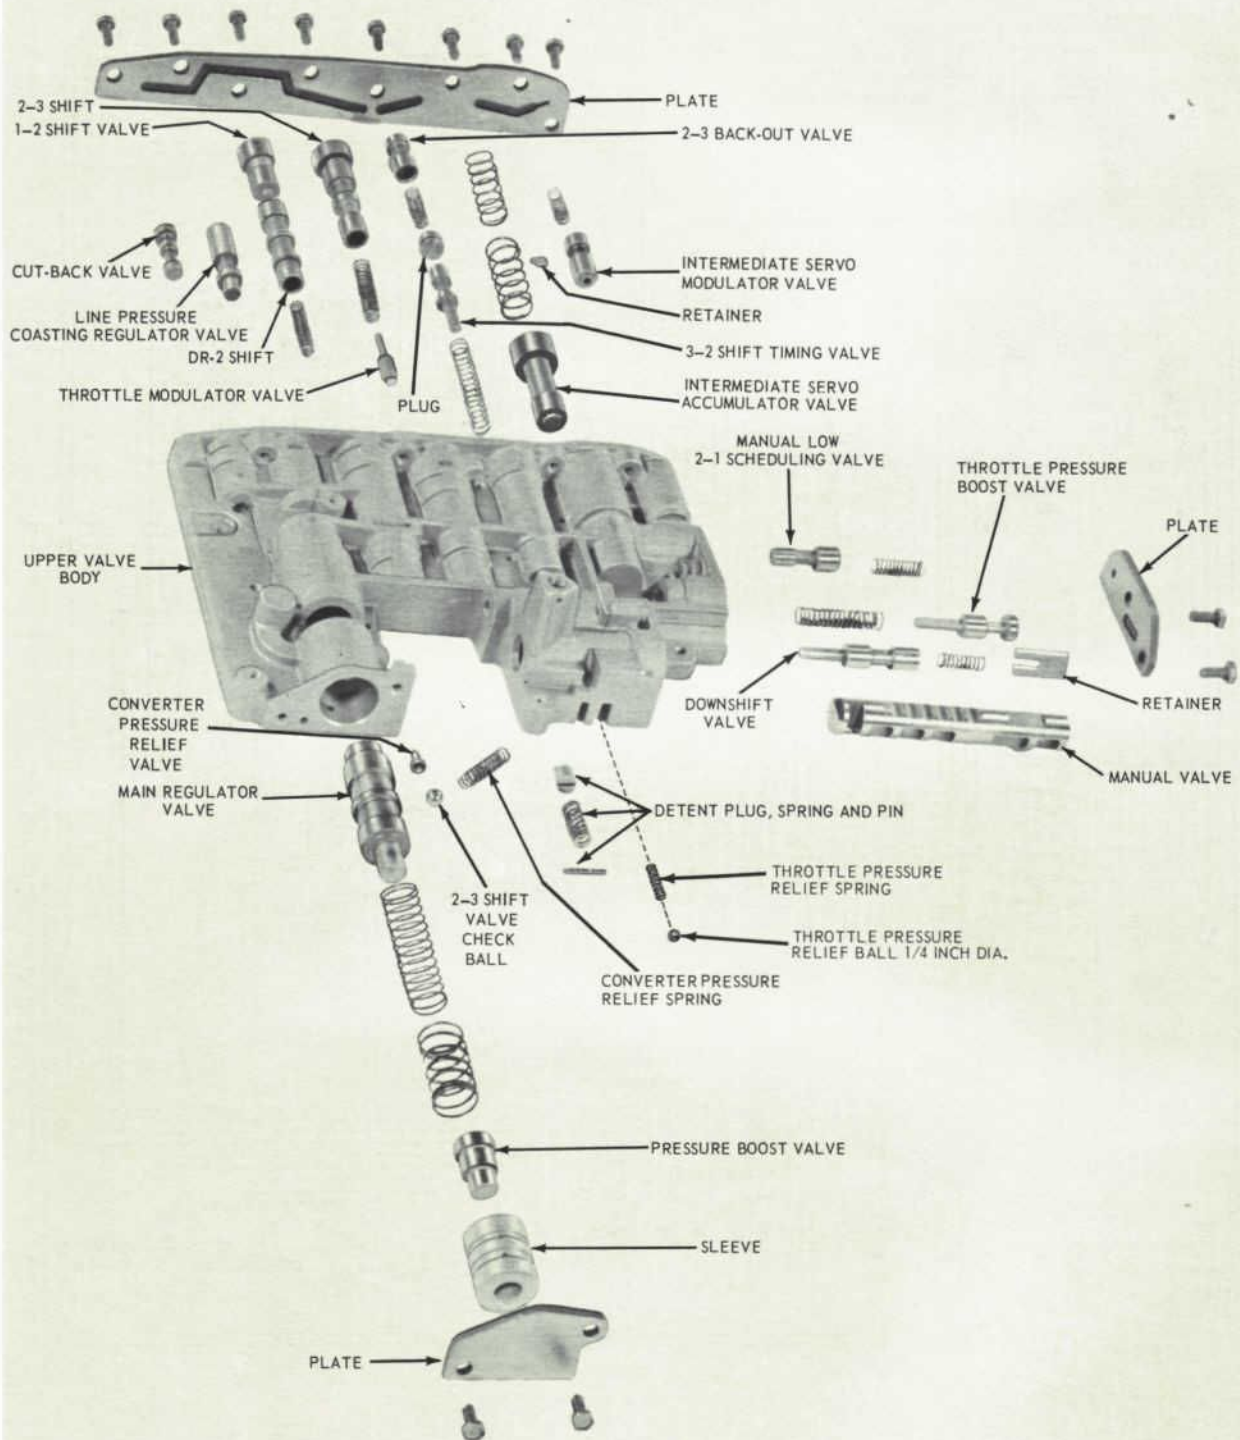 PLATE
2-3 SHIFT
1-2 SHIFT VALVE
2-3 BACK-OUT VALVE
CUT-BACK VALVE
INTERMEDIATE SERVO
MODULATOR VALVE
LINE PRESSURE
COASTING REGULATOR VALVE
RETAINER
DR-2 SHIFT
3-2 SHIFT TIMING VALVE
THROTTLE MODULATOR VALVE
PLUG
INTERMEDIATE SERVO
ACCUMULATOR VALVE
MANUAL LOW
2-1 SCHEDULING VALVE
THROTTLE PRESSURE
BOOST VALVE
PLATE
UPPER VALVE
BODY
CONVERTER
PRESSURE
RELIEF
VALVE
DOWNSHIFT
VALVE
RETAINER
MANUAL VALVE
MAIN REGULATOR
VALVE
DETENT PLUG, SPRING AND PIN
THROTTLE PRESSURE
RELIEF SPRING
2-3 SHIFT
VALVE
CHECK
BALL
THROTTLE PRESSURE
RELIEF BALL 1/4 INCH DIA.
CONVERTER PRESSURE
RELIEF SPRING
PRESSURE BOOST VALVE
SLEEVE
PLATE